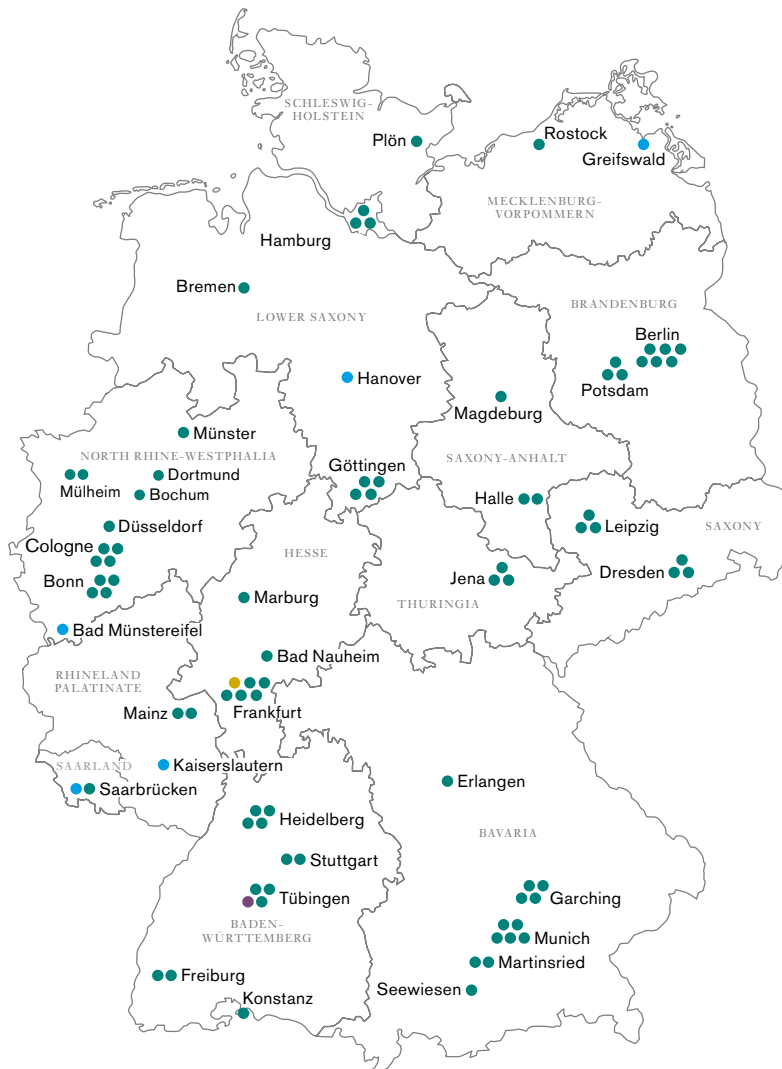 SCHLESWIG-
HOLSTEIN
Plön
Rostock
Greifswald
MECKLENBURG-
VORPOMMERN
Hamburg
Bremen
LOWER SAXONY
BRANDENBURG
Berlin
Potsdam
Hanover
Magdeburg
Münster
NORTH RHINE-WESTPHALIA
Mülheim
Dortmund
Bochum
Göttingen
SAXONY-ANHALT
Halle
Düsseldorf
Leipzig
SAXONY
Cologne
HESSE
Bonn
Jena
Dresden
Marburg
THURINGIA
Bad Münstereifel
Bad Nauheim
RHINELAND
PALATINATE
Mainz
Frankfurt
SAARLAND
Kaiserslautern
Saarbrücken
Erlangen
Heidelberg
BAVARIA
Stuttgart
Tübingen
Garching
BADEN-
WÜRTTEMBERG
Munich
Martinsried
Freiburg
Seewiesen
Konstanz